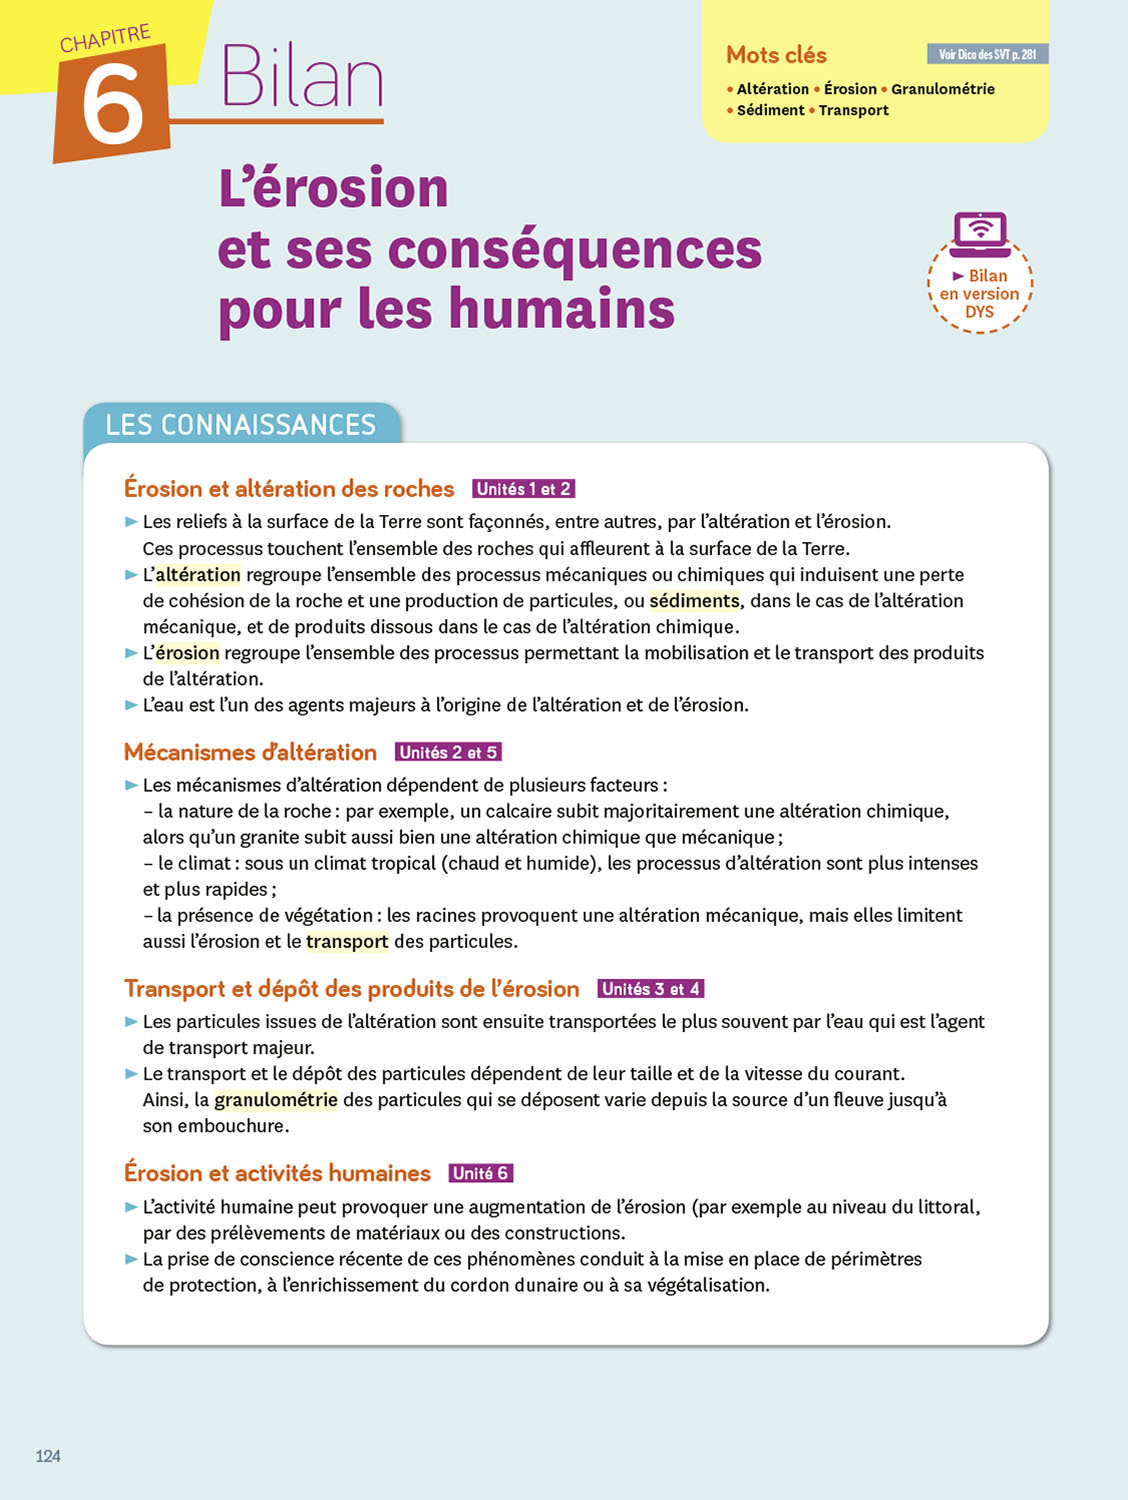 CHAPITRE
6
Bilan
Mots clés
Voir Dico des SVT p. 281
• Altération • Érosion • Granulométrie
• Sédiment • Transport
L’érosion
et ses conséquences
pour les humains
► Bilan
en version
DYS
LES CONNAISSANCES
Érosion et altération des roches Unités 1 et 2
► Les reliefs à la surface de la Terre sont façonnés, entre autres, par l’altération et l’érosion.
Ces processus touchent l’ensemble des roches qui affleurent à la surface de la Terre.
► L’altération regroupe l’ensemble des processus mécaniques ou chimiques qui induisent une perte
de cohésion de la roche et une production de particules, ou sédiments, dans le cas de l’altération
mécanique, et de produits dissous dans le cas de l’altération chimique.
► L’érosion regroupe l’ensemble des processus permettant la mobilisation et le transport des produits
de l’altération.
► L’eau est l’un des agents majeurs à l’origine de l’altération et de l’érosion.
Mécanismes d’altération Unités 2 et 5
► Les mécanismes d’altération dépendent de plusieurs facteurs :
– la nature de la roche : par exemple, un calcaire subit majoritairement une altération chimique,
alors qu’un granite subit aussi bien une altération chimique que mécanique ;
– le climat : sous un climat tropical (chaud et humide), les processus d’altération sont plus intenses
et plus rapides ;
– la présence de végétation : les racines provoquent une altération mécanique, mais elles limitent
aussi l’érosion et le transport des particules.
Transport et dépôt des produits de l’érosion Unités 3 et 4
► Les particules issues de l’altération sont ensuite transportées le plus souvent par l’eau qui est l’agent
de transport majeur.
► Le transport et le dépôt des particules dépendent de leur taille et de la vitesse du courant.
Ainsi, la granulométrie des particules qui se déposent varie depuis la source d’un fleuve jusqu’à
son embouchure.
Érosion et activités humaines Unité 6
► L’activité humaine peut provoquer une augmentation de l’érosion (par exemple au niveau du littoral,
par des prélèvements de matériaux ou des constructions.
► La prise de conscience récente de ces phénomènes conduit à la mise en place de périmètres
de protection, à l’enrichissement du cordon dunaire ou à sa végétalisation.
124